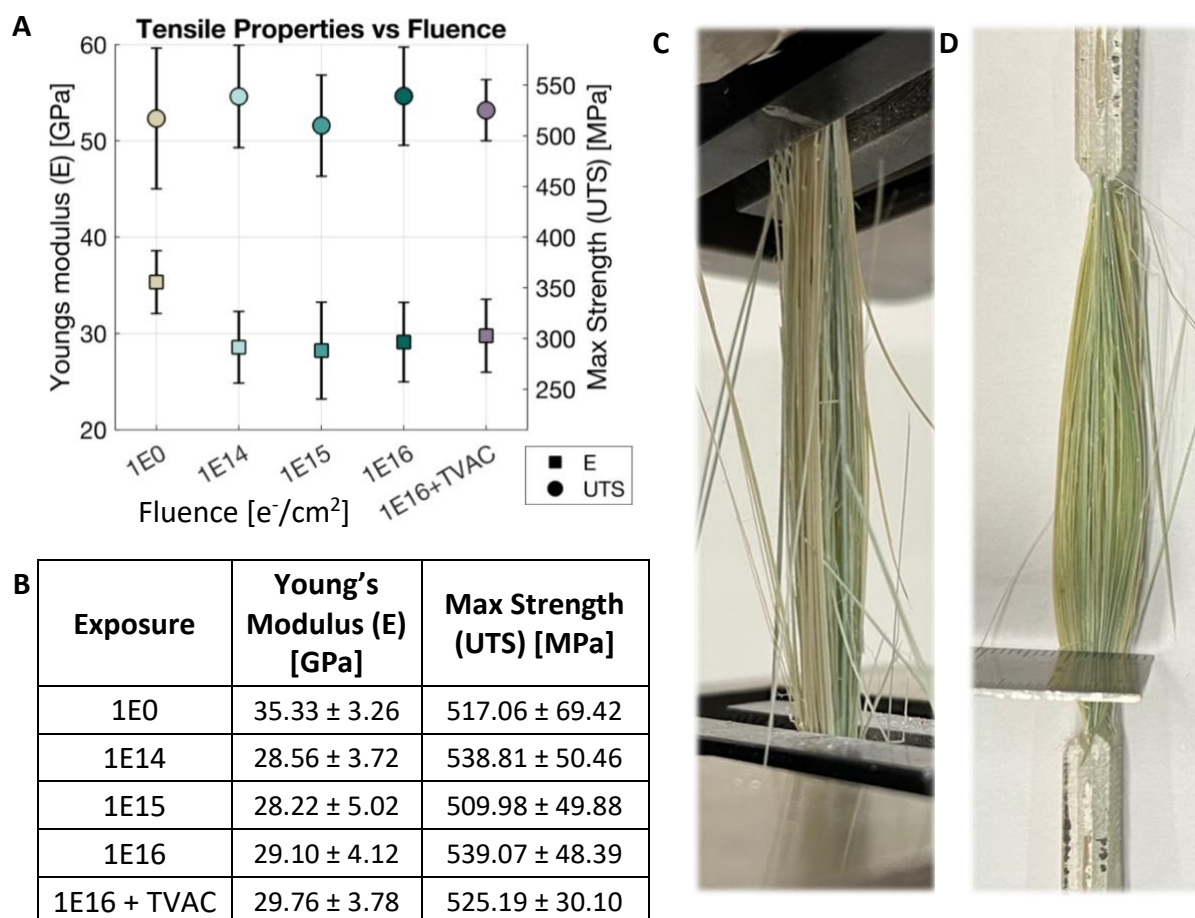 A
Tensile Properties vs Fluence
Youngs modulus (E) [GPa]
60
50
40
30
20
Max Strength (UTS) [MPa]
550
500
450
400
350
300
250
1E0
1E14
1E15
1E16
1E16+TVAC
Fluence [e⁻/cm²]
E
UTS
B
Exposure
Young's
Modulus (E)
[GPa]
Max Strength
(UTS) [MPa]
1E0 35.33 ± 3.26 517.06 ± 69.42
1E14 28.56 ± 3.72 538.81 ± 50.46
1E15 28.22 ± 5.02 509.98 ± 49.88
1E16 29.10 ± 4.12 539.07 ± 48.39
1E16 + TVAC 29.76 ± 3.78 525.19 ± 30.10
C
D